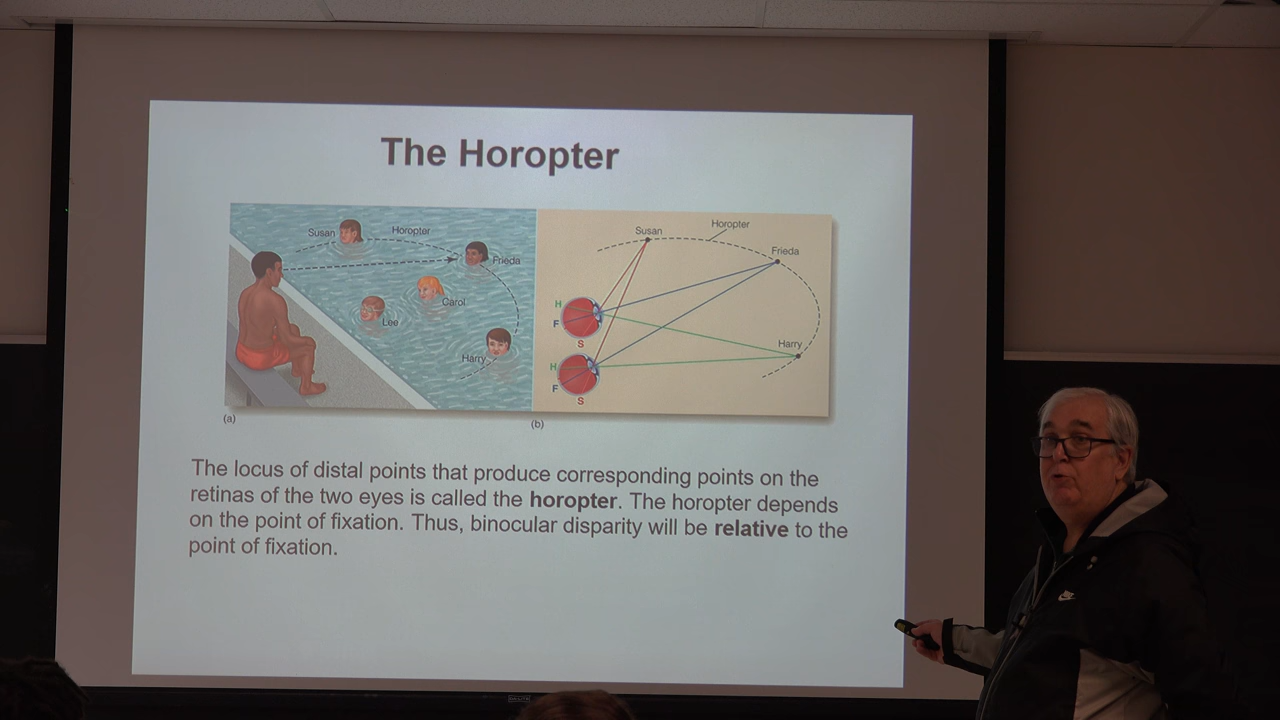 The Horopter
Susan
Horopter
Frieda
Carol
Lee
Harry
(a)
Susan
Horopter
Frieda
H
F
S
H
F
S
Harry
(b)
The locus of distal points that produce corresponding points on the
retinas of the two eyes is called the horopter. The horopter depends
on the point of fixation. Thus, binocular disparity will be relative to the
point of fixation.